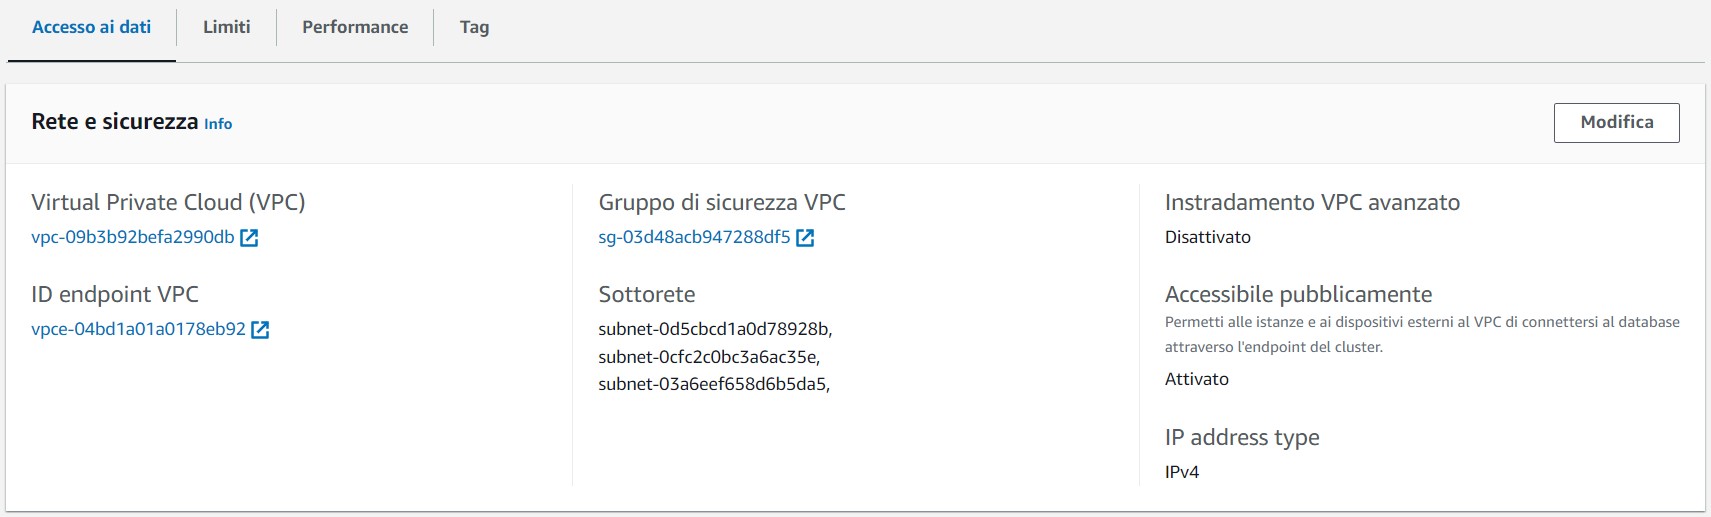 Accesso ai dati
Limiti
Performance
Tag
Rete e sicurezza Info
Modifica
Virtual Private Cloud (VPC)
vpc-09b3b92befa2990db
ID endpoint VPC
vpce-04bd1a01a0178eb92
Gruppo di sicurezza VPC
sg-03d48acb947288df5
Sottorete
subnet-0d5cbcd1a0d78928b,
subnet-0cfc2c0bc3a6ac35e,
subnet-03a6eef658d6b5da5,
Instradamento VPC avanzato
Disattivato
Accessibile pubblicamente
Permetti alle istanze e ai dispositivi esterni al VPC di connettersi al database
attraverso l'endpoint del cluster.
Attivato
IP address type
IPv4